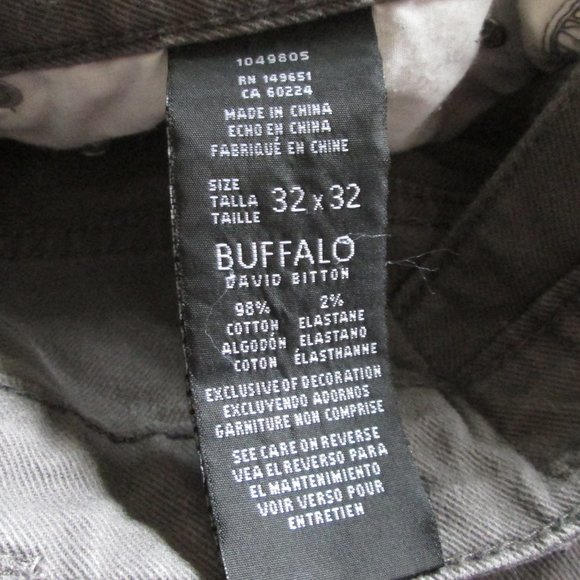 1049805
RN 149651
CA 60224
MADE IN CHINA
ECHO EN CHINA
FABRIQUÉ EN CHINE
SIZE
TALLA 32 x 32
TAILLE
BUFFALO
DAVID BITTON
98% 2%
COTTON ELASTANE
ALGODÓN ELASTANO
COTON ÉLASTHANNE
EXCLUSIVE OF DECORATION
EXCLUYENDO ADORNOS
GARNITURE NON COMPRISE
SEE CARE ON REVERSE
VEA EL REVERSO PARA
EL MANTENIMIENTO
VOIR VERSO POUR
ENTRETIEN